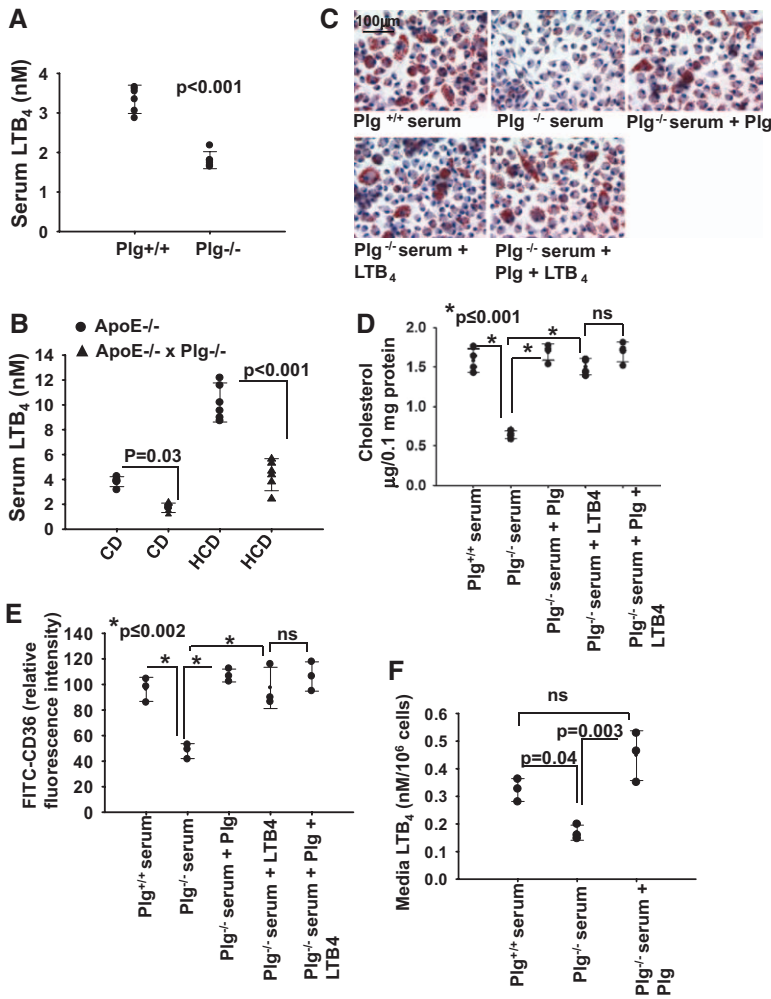 A
Serum LTB4 (nM)
4
3
2
1
0
p<0.001
Plg+/+
Plg-/-
B
ApoE-/-
ApoE-/- x Plg-/-
Serum LTB4 (nM)
14
12
10
8
6
4
2
0
P=0.03
p<0.001
CD
CD
HCD
HCD
C
100µm
Plg +/+ serum
Plg -/- serum
Plg-/- serum + Plg
Plg -/- serum +
LTB4
Plg -/- serum +
Plg + LTB4
D
*p≤0.001
ns
*
*
*
Cholesterol
µg/0.1 mg protein
2.0
1.5
1.0
0.5
0.0
Plg+/+ serum
Plg-/- serum
Plg-/- serum + Plg
Plg-/- serum + LTB4
Plg-/- serum + Plg +
LTB4
E
*p≤0.002
*
*
*
ns
FITC-CD36 (relative
fluorescence intensity)
140
120
100
80
60
40
20
0
Plg+/+ serum
Plg-/- serum
Plg-/- serum + Plg
Plg-/- serum + LTB4
Plg-/- serum + Plg +
LTB4
F
ns
p=0.003
p=0.04
Media LTB4 (nM/10^6 cells)
0.6
0.5
0.4
0.3
0.2
0.1
0.0
Plg+/+ serum
Plg-/- serum
Plg-/- serum +
Plg